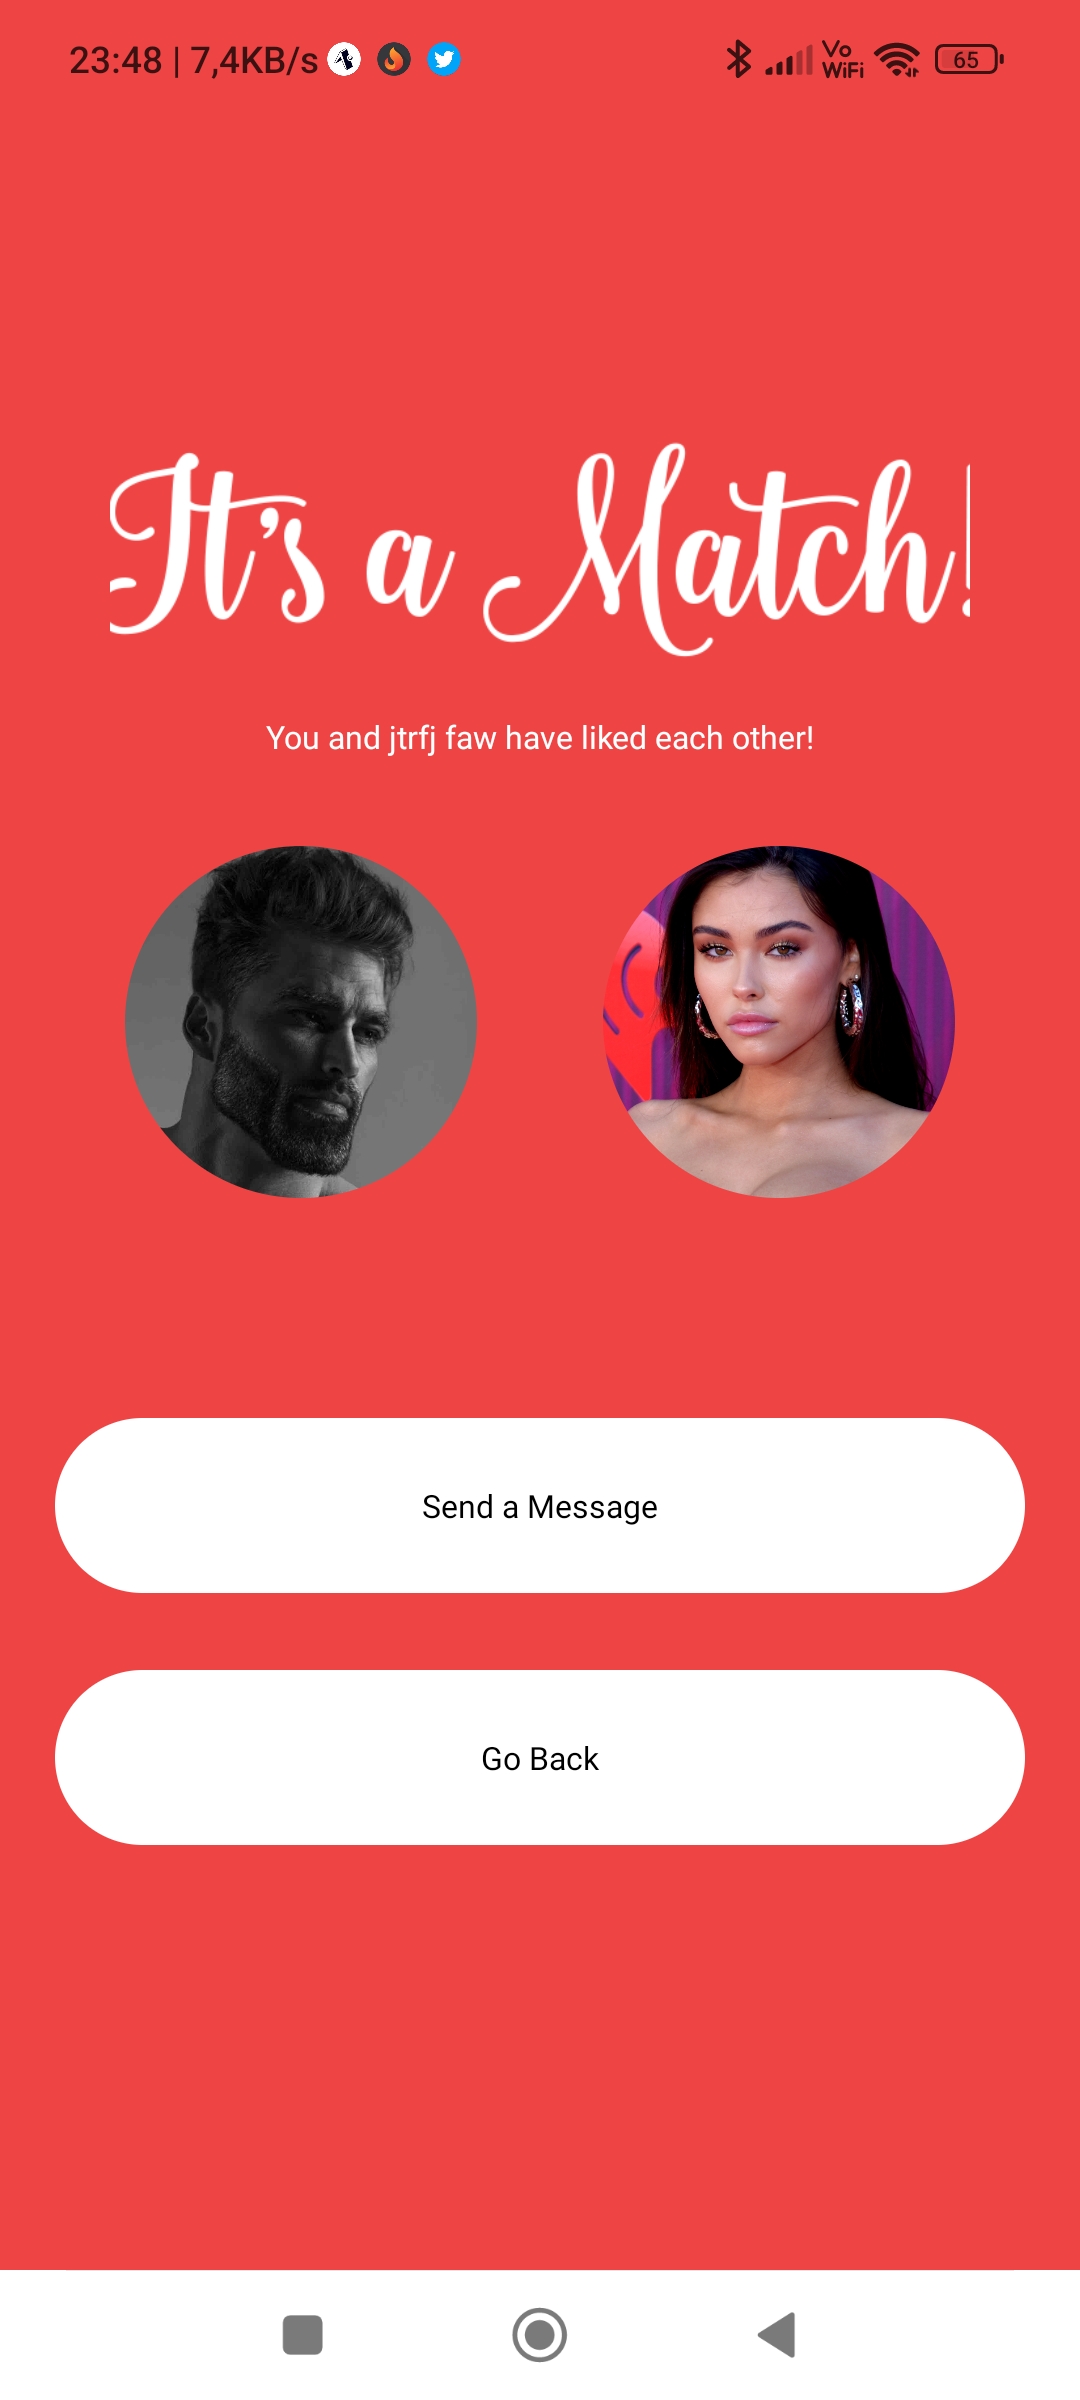 23:48 | 7,4KB/s
Vo
WiFi
65
It's a Match!
You and jtrfj faw have liked each other!
Send a Message
Go Back